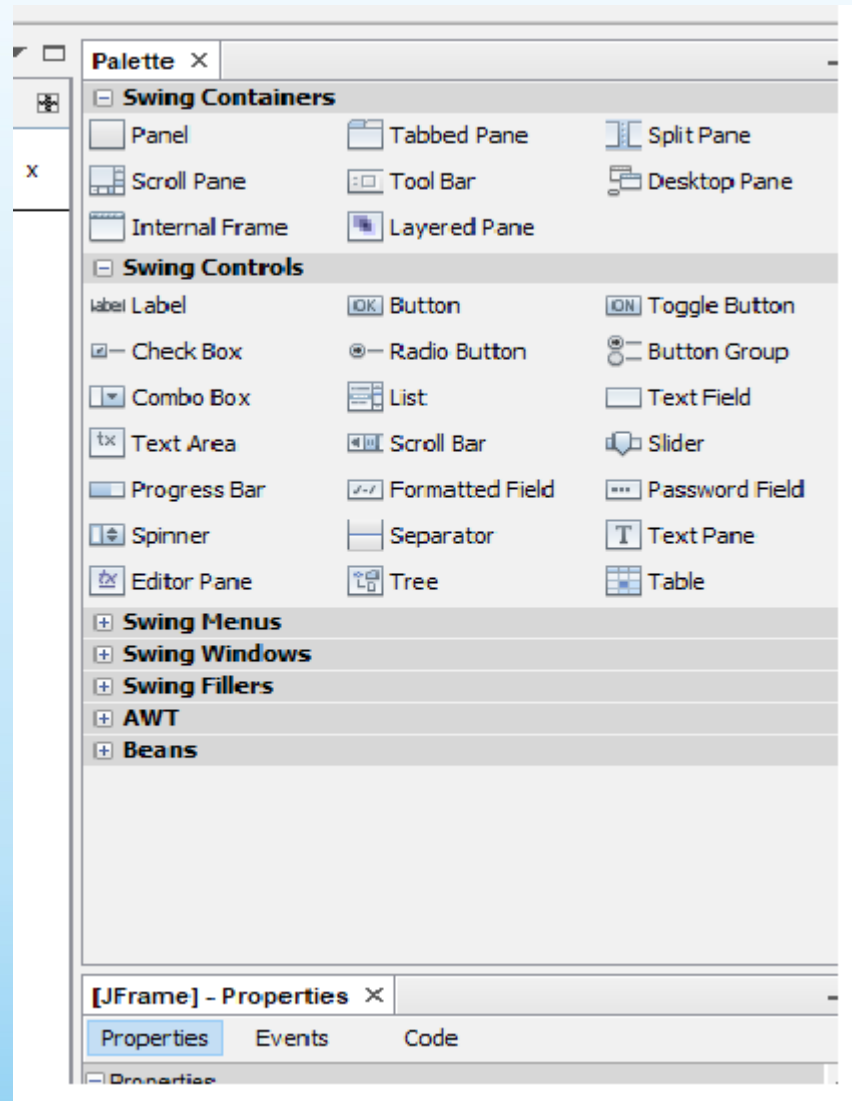 Palette
Swing Containers
Panel Tabbed Pane Split Pane
x Scroll Pane Tool Bar Desktop Pane
Internal Frame Layered Pane
Swing Controls
label Label OK Button ON Toggle Button
Check Box Radio Button Button Group
Combo Box List Text Field
tx Text Area Scroll Bar Slider
Progress Bar Formatted Field Password Field
Spinner Separator T Text Pane
tx Editor Pane Tree Table
Swing Menus
Swing Windows
Swing Fillers
AWT
Beans
[JFrame] - Properties
Properties Events Code
Properties